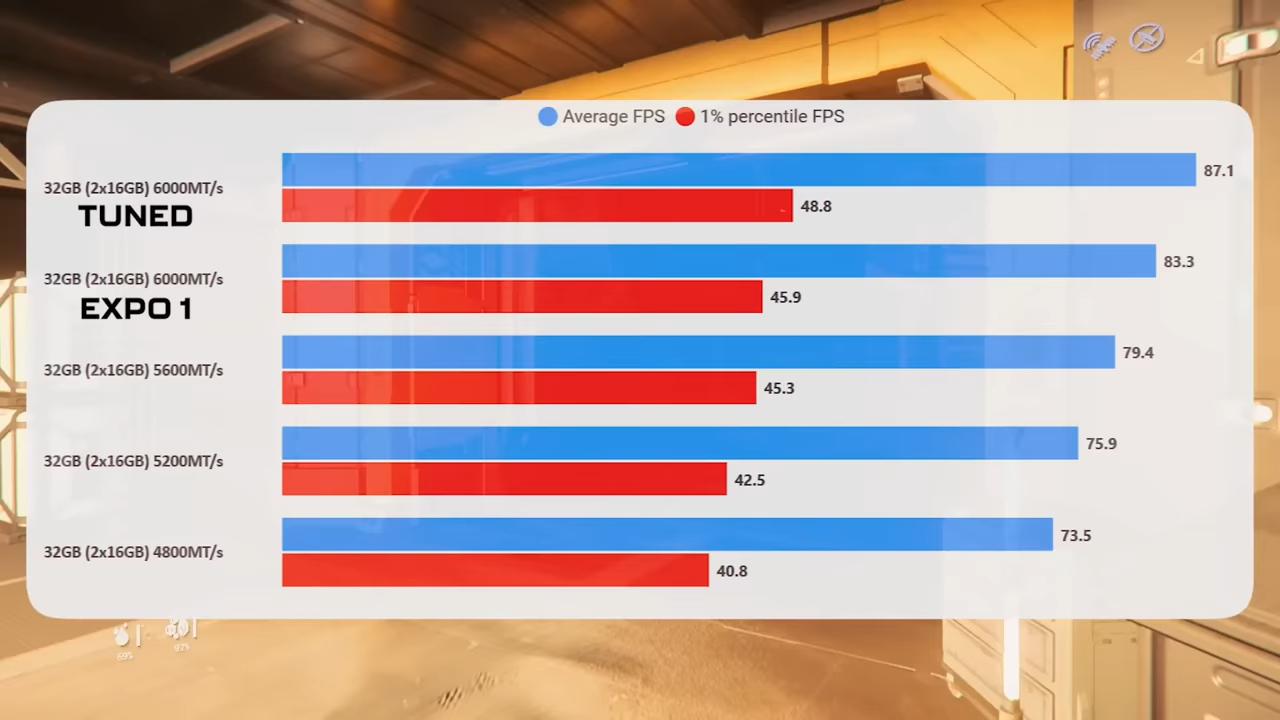 Average FPS 1% percentile FPS
32GB (2x16GB) 6000MT/s
TUNED
87.1
48.8
32GB (2x16GB) 6000MT/s
EXPO 1
83.3
45.9
32GB (2x16GB) 5600MT/s
79.4
45.3
32GB (2x16GB) 5200MT/s
75.9
42.5
32GB (2x16GB) 4800MT/s
73.5
40.8